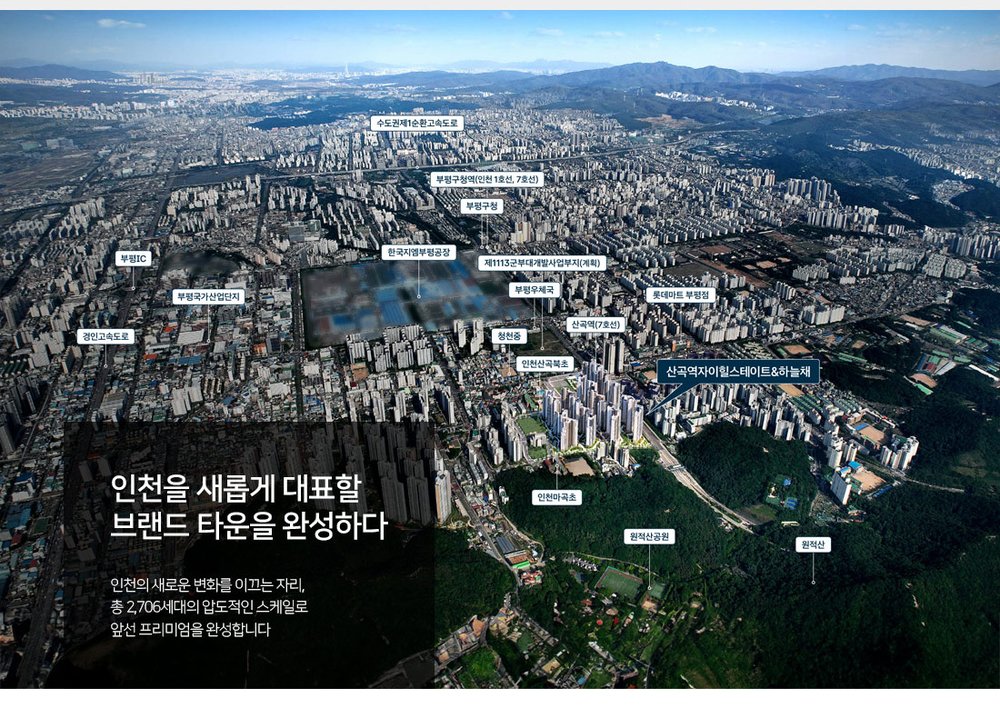 수도권제1순환고속도로
부평구청역(인천 1호선, 7호선)
부평구청
부평IC
한국지엠부평공장
제1113군부대개발사업부지(계획)
부평우체국
부평국가산업단지
롯데마트 부평점
경인고속도로
청천중
산곡역(7호선)
인천산곡북초
산곡역자이힐스테이트&하늘채
인천을 새롭게 대표할
브랜드 타운을 완성하다
인천마곡초
원적산공원
원적산
인천의 새로운 변화를 이끄는 자리,
총 2,706세대의 압도적인 스케일로
앞선 프리미엄을 완성합니다